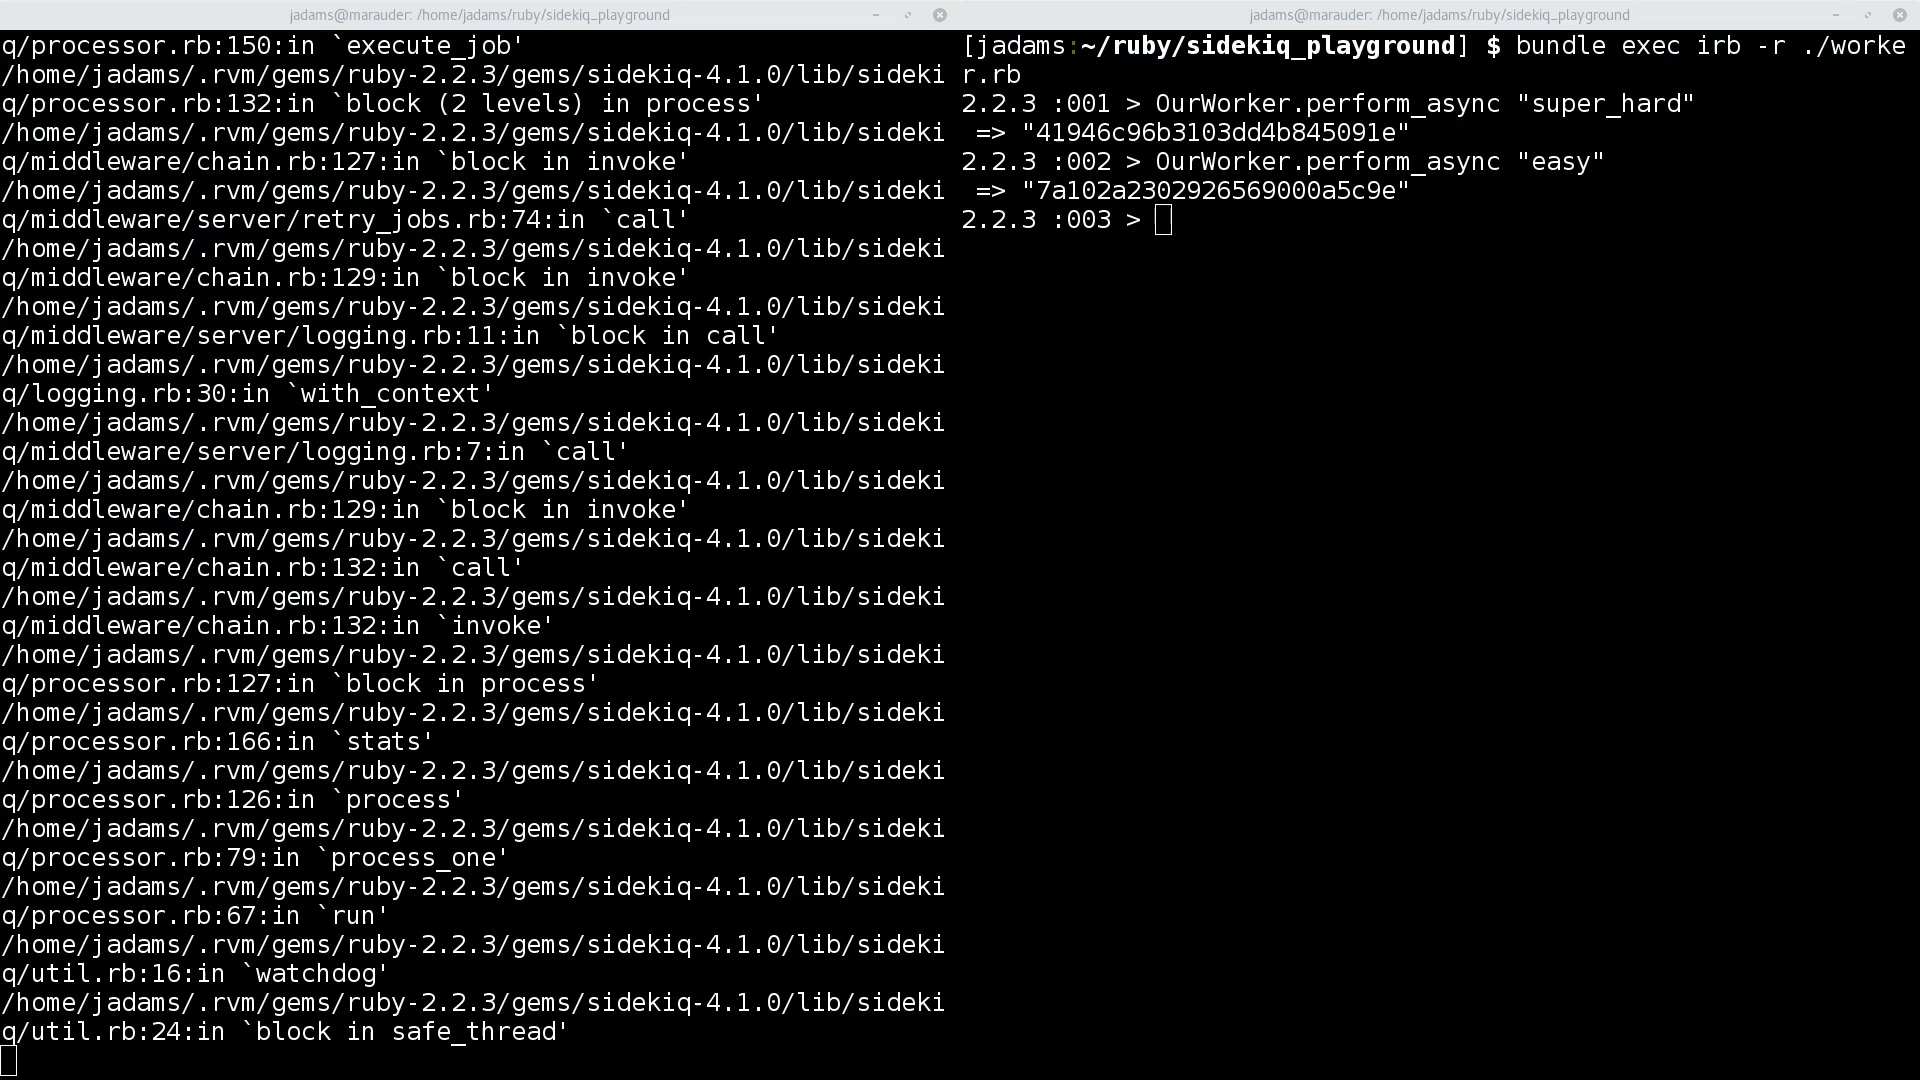 jadams@marauder: /home/jadams/ruby/sidekiq_playground
q/processor.rb:150:in `execute_job'
/home/jadams/.rvm/gems/ruby-2.2.3/gems/sidekiq-4.1.0/lib/sideki
q/processor.rb:132:in `block (2 levels) in process'
/home/jadams/.rvm/gems/ruby-2.2.3/gems/sidekiq-4.1.0/lib/sideki
q/middleware/chain.rb:127:in `block in invoke'
/home/jadams/.rvm/gems/ruby-2.2.3/gems/sidekiq-4.1.0/lib/sideki
q/middleware/server/retry_jobs.rb:74:in `call'
/home/jadams/.rvm/gems/ruby-2.2.3/gems/sidekiq-4.1.0/lib/sideki
q/middleware/chain.rb:129:in `block in invoke'
/home/jadams/.rvm/gems/ruby-2.2.3/gems/sidekiq-4.1.0/lib/sideki
q/middleware/server/logging.rb:11:in `block in call'
/home/jadams/.rvm/gems/ruby-2.2.3/gems/sidekiq-4.1.0/lib/sideki
q/logging.rb:30:in `with_context'
/home/jadams/.rvm/gems/ruby-2.2.3/gems/sidekiq-4.1.0/lib/sideki
q/middleware/server/logging.rb:7:in `call'
/home/jadams/.rvm/gems/ruby-2.2.3/gems/sidekiq-4.1.0/lib/sideki
q/middleware/chain.rb:129:in `block in invoke'
/home/jadams/.rvm/gems/ruby-2.2.3/gems/sidekiq-4.1.0/lib/sideki
q/middleware/chain.rb:132:in `call'
/home/jadams/.rvm/gems/ruby-2.2.3/gems/sidekiq-4.1.0/lib/sideki
q/middleware/chain.rb:132:in `invoke'
/home/jadams/.rvm/gems/ruby-2.2.3/gems/sidekiq-4.1.0/lib/sideki
q/processor.rb:127:in `block in process'
/home/jadams/.rvm/gems/ruby-2.2.3/gems/sidekiq-4.1.0/lib/sideki
q/processor.rb:166:in `stats'
/home/jadams/.rvm/gems/ruby-2.2.3/gems/sidekiq-4.1.0/lib/sideki
q/processor.rb:126:in `process'
/home/jadams/.rvm/gems/ruby-2.2.3/gems/sidekiq-4.1.0/lib/sideki
q/processor.rb:79:in `process_one'
/home/jadams/.rvm/gems/ruby-2.2.3/gems/sidekiq-4.1.0/lib/sideki
q/processor.rb:67:in `run'
/home/jadams/.rvm/gems/ruby-2.2.3/gems/sidekiq-4.1.0/lib/sideki
q/util.rb:16:in `watchdog'
/home/jadams/.rvm/gems/ruby-2.2.3/gems/sidekiq-4.1.0/lib/sideki
q/util.rb:24:in `block in safe_thread'
jadams@marauder: /home/jadams/ruby/sidekiq_playground
[jadams:~/ruby/sidekiq_playground] $ bundle exec irb -r ./worke
r.rb
2.2.3 :001 > OurWorker.perform_async "super_hard"
 => "41946c96b3103dd4b845091e"
2.2.3 :002 > OurWorker.perform_async "easy"
 => "7a102a2302926569000a5c9e"
2.2.3 :003 >